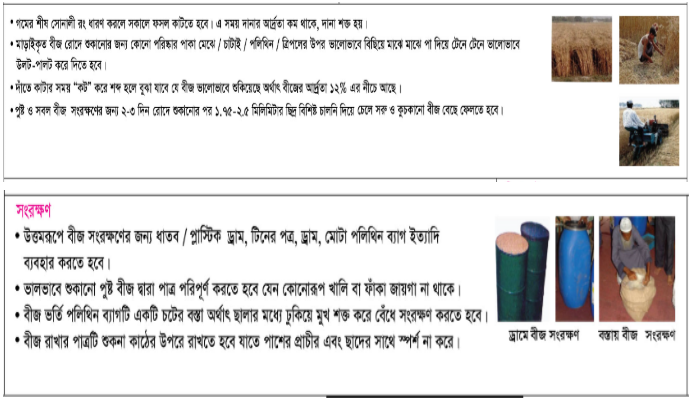 • গমের শীষ সোনালী রং ধারণ করলে সকালে ফসল কাটতে হবে। এ সময় দানার আর্দ্রতা কম থাকে, দানা শক্ত হয়।
• মাড়াইকৃত বীজ রোদে শুকানোর জন্য কোনো পরিষ্কার পাকা মেঝে / চাটাই / পলিথিন / ত্রিপলের উপর ভালোভাবে বিছিয়ে মাঝে মাঝে পা দিয়ে টেনে টেনে ভালোভাবে
উলট-পালট করে দিতে হবে।
• দাঁতে কাটার সময় “কট” করে শব্দ হলে বুঝা যাবে যে বীজ ভালোভাবে শুকিয়েছে অর্থাৎ বীজের আর্দ্রতা ১২% এর নীচে আছে।
• পুষ্ট ও সবল বীজ সংরক্ষণের জন্য ২-৩ দিন রোদে শুকানোর পর ১.৭৫-২.৫ মিলিমিটার ছিদ্র বিশিষ্ট চালনি দিয়ে চেলে সরু ও কুচকানো বীজ বেছে ফেলতে হবে।
সংরক্ষণ
• উত্তমরূপে বীজ সংরক্ষণের জন্য ধাতব / প্লাস্টিক ড্রাম, টিনের পত্র, ড্রাম, মোটা পলিথিন ব্যাগ ইত্যাদি
ব্যবহার করতে হবে।
• ভালভাবে শুকানো পুষ্ট বীজ দ্বারা পাত্র পরিপূর্ণ করতে হবে যেন কোনোরূপ খালি বা ফাঁকা জায়গা না থাকে।
• বীজ ভর্তি পলিথিন ব্যাগটি একটি চটের বস্তা অর্থাৎ ছালার মধ্যে ঢুকিয়ে মুখ শক্ত করে বেঁধে সংরক্ষণ করতে হবে।
• বীজ রাখার পাত্রটি শুকনা কাঠের উপরে রাখতে হবে যাতে পাশের প্রাচীর এবং ছাদের সাথে স্পর্শ না করে।
ড্রামে বীজ সংরক্ষণ
বস্তায় বীজ সংরক্ষণ